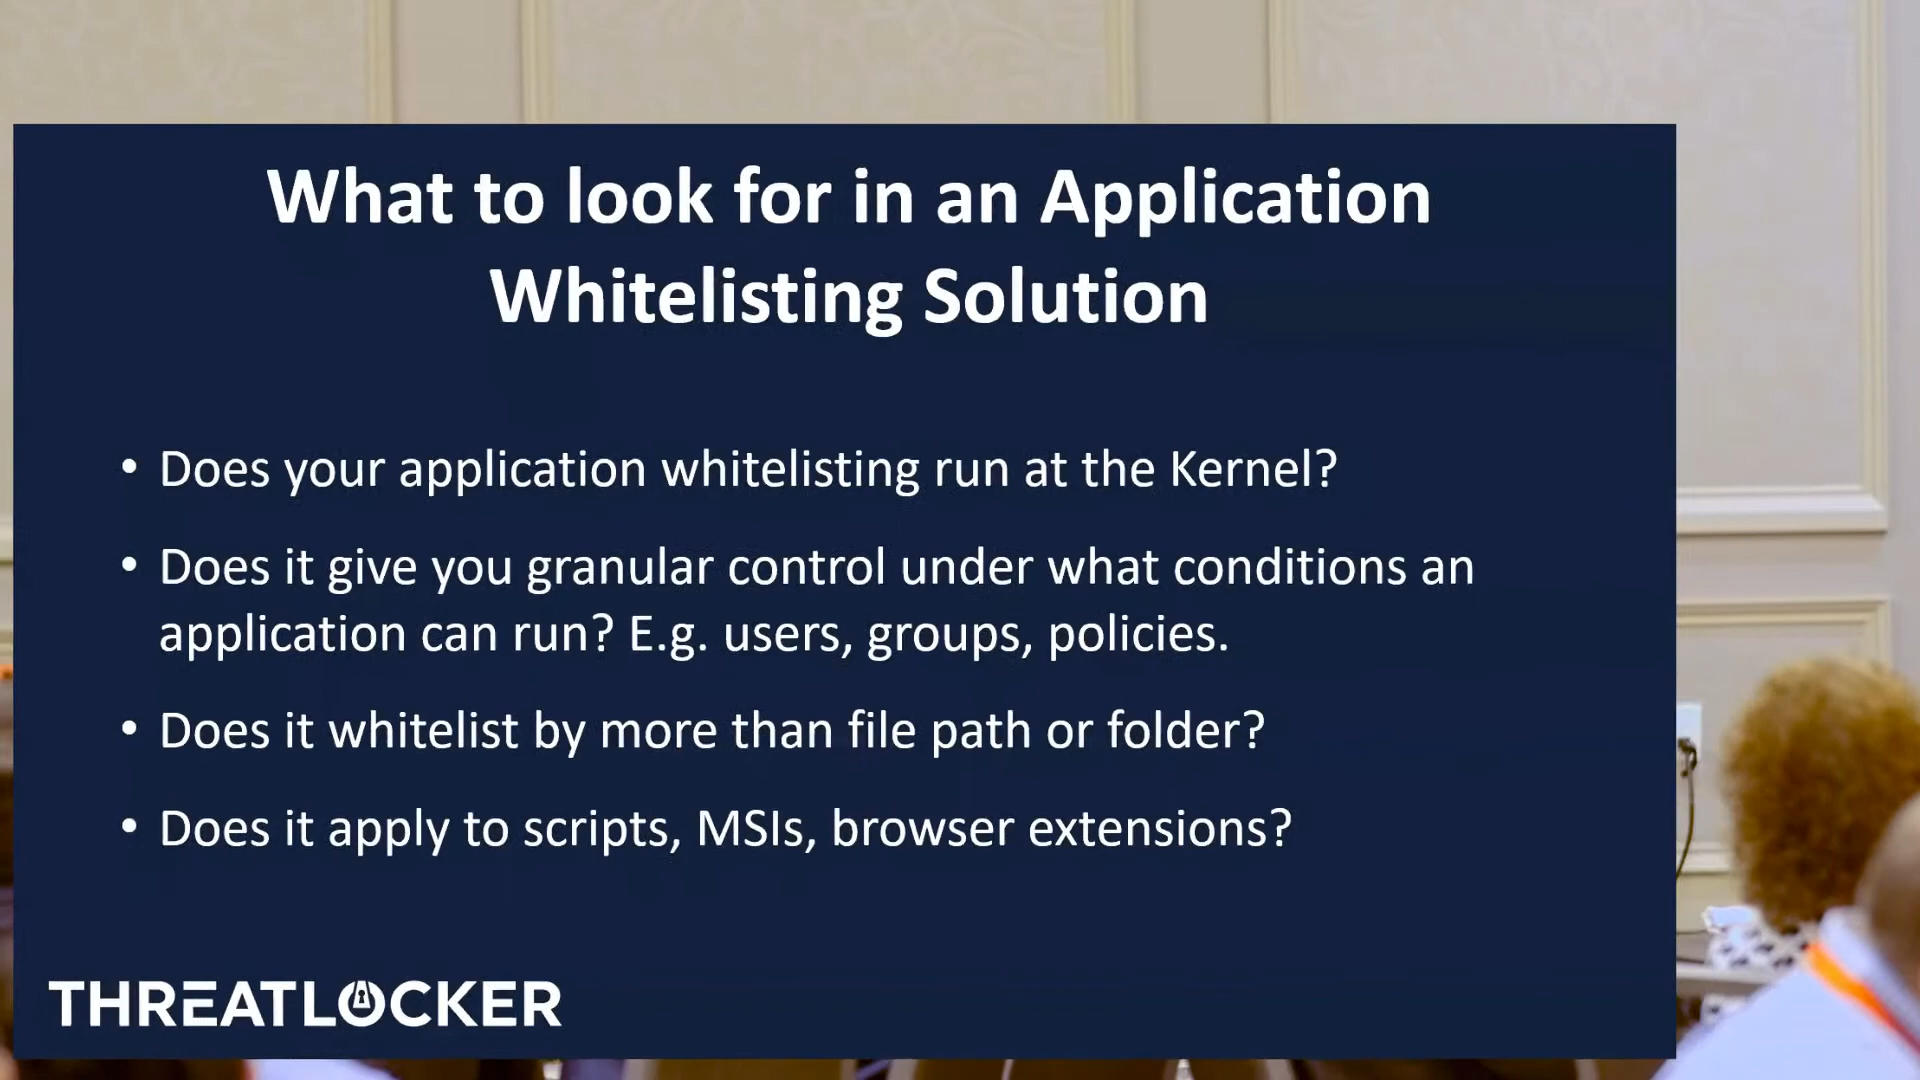 What to look for in an Application
Whitelisting Solution
• Does your application whitelisting run at the Kernel?
• Does it give you granular control under what conditions an
application can run? E.g. users, groups, policies.
• Does it whitelist by more than file path or folder?
• Does it apply to scripts, MSIs, browser extensions?
THREATLOCKER